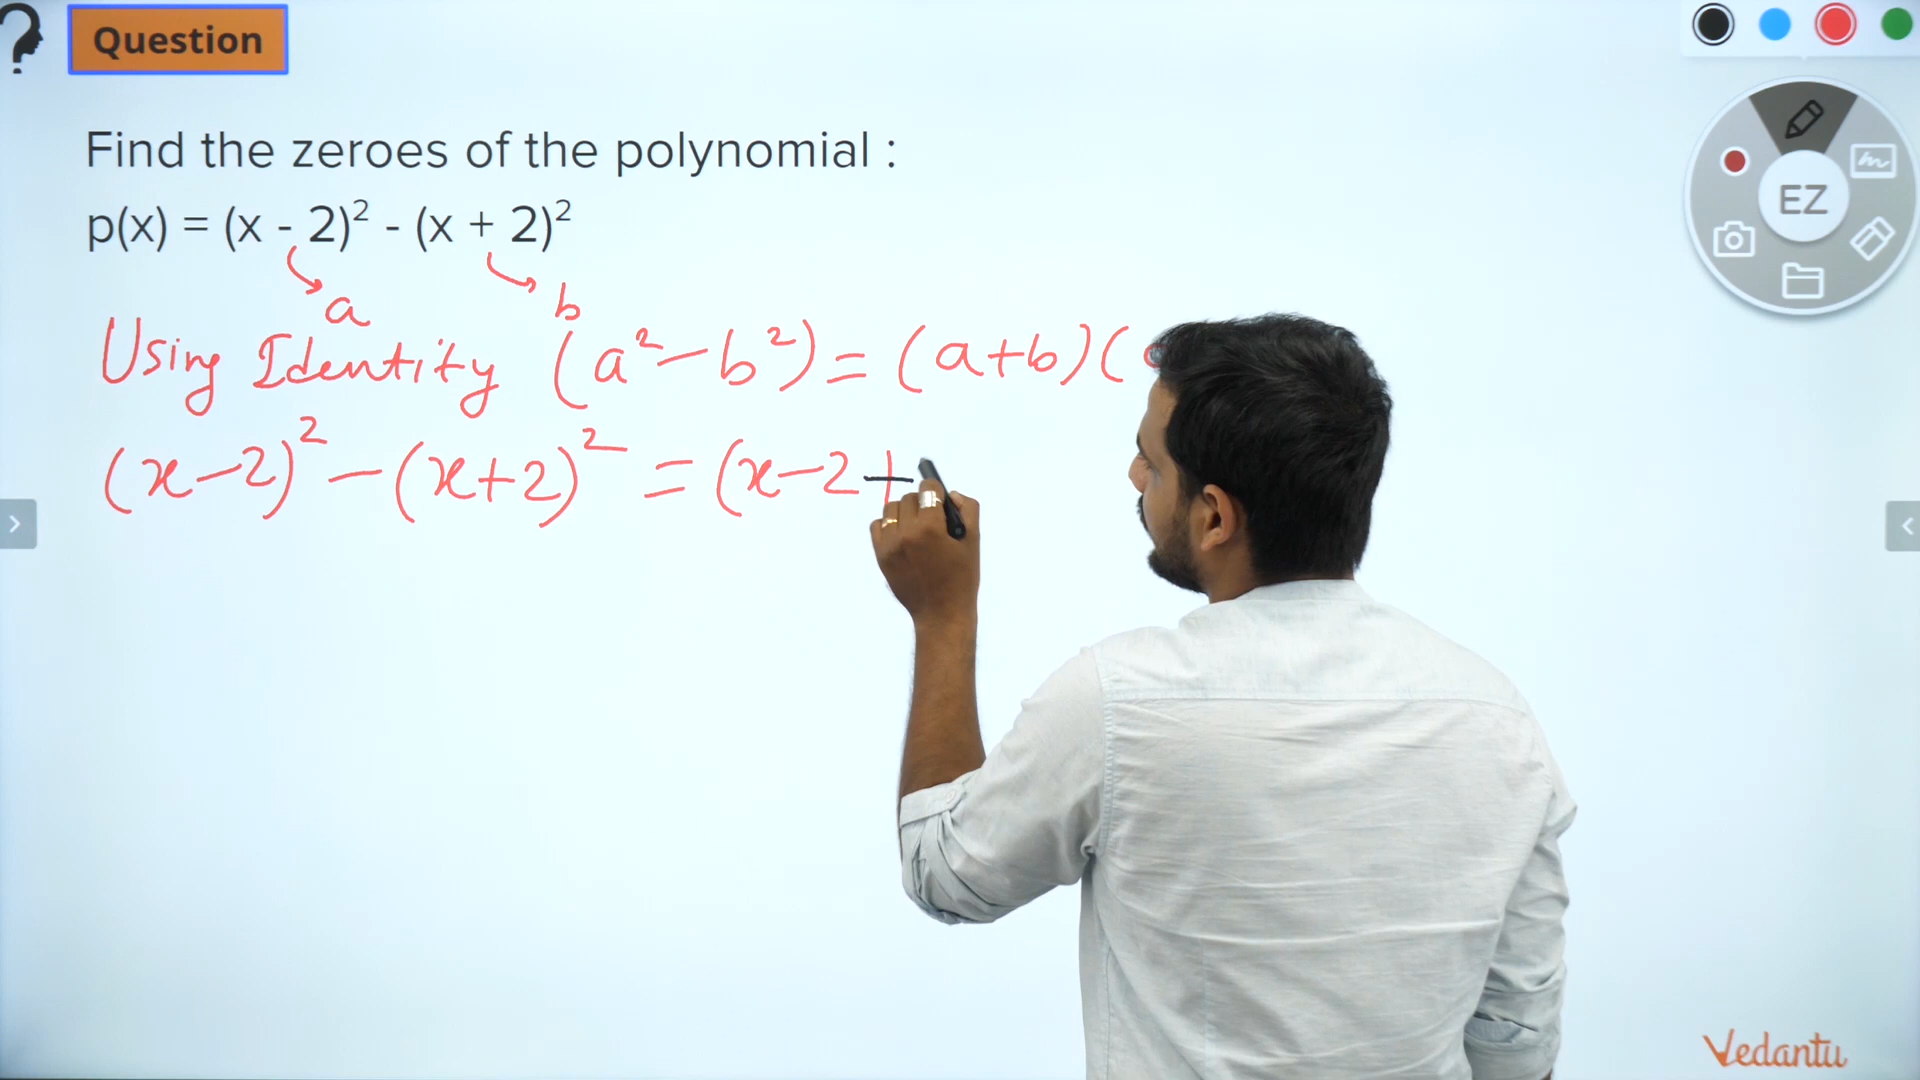 Question
Find the zeroes of the polynomial :
p(x) = (x - 2)² - (x + 2)²
a b
Using Identity (a² - b²) = (a+b)(
(x-2)² - (x+2)² = (x-2+
EZ
Vedantu